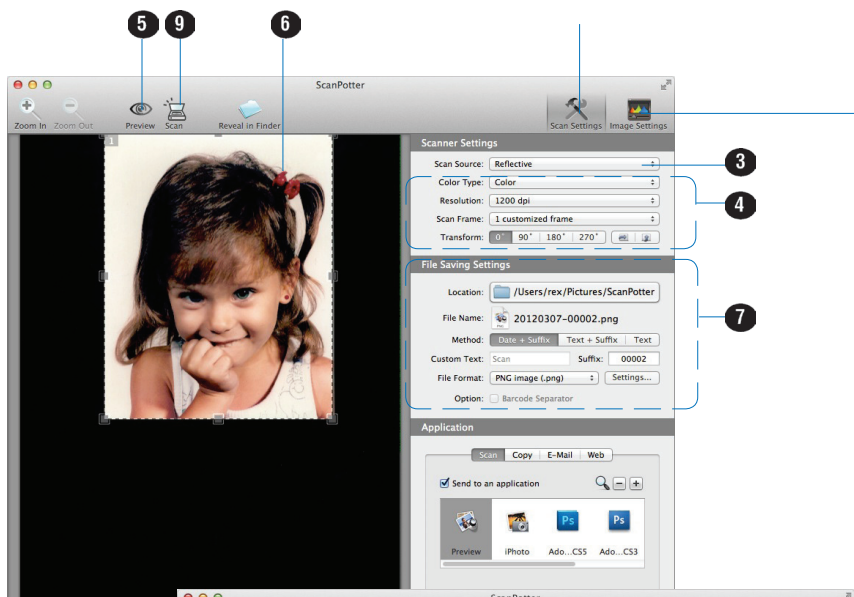 5 9 6
ScanPotter
Zoom In Zoom Out Preview Scan Reveal in Finder Scan Settings Image Settings
1
Scanner Settings
Scan Source: Reflective 3
Color Type: Color
Resolution: 1200 dpi 4
Scan Frame: 1 customized frame
Transform: 0° 90° 180° 270°
File Saving Settings
Location: /Users/rex/Pictures/ScanPotter
File Name: PNG 20120307-00002.png 7
Method: Date + Suffix Text + Suffix Text
Custom Text: Scan Suffix: 00002
File Format: PNG image (.png) Settings...
Option: Barcode Separator
Application
Scan Copy E-Mail Web
Send to an application
Ps Ps
Preview iPhoto Ado...CS5 Ado...CS3